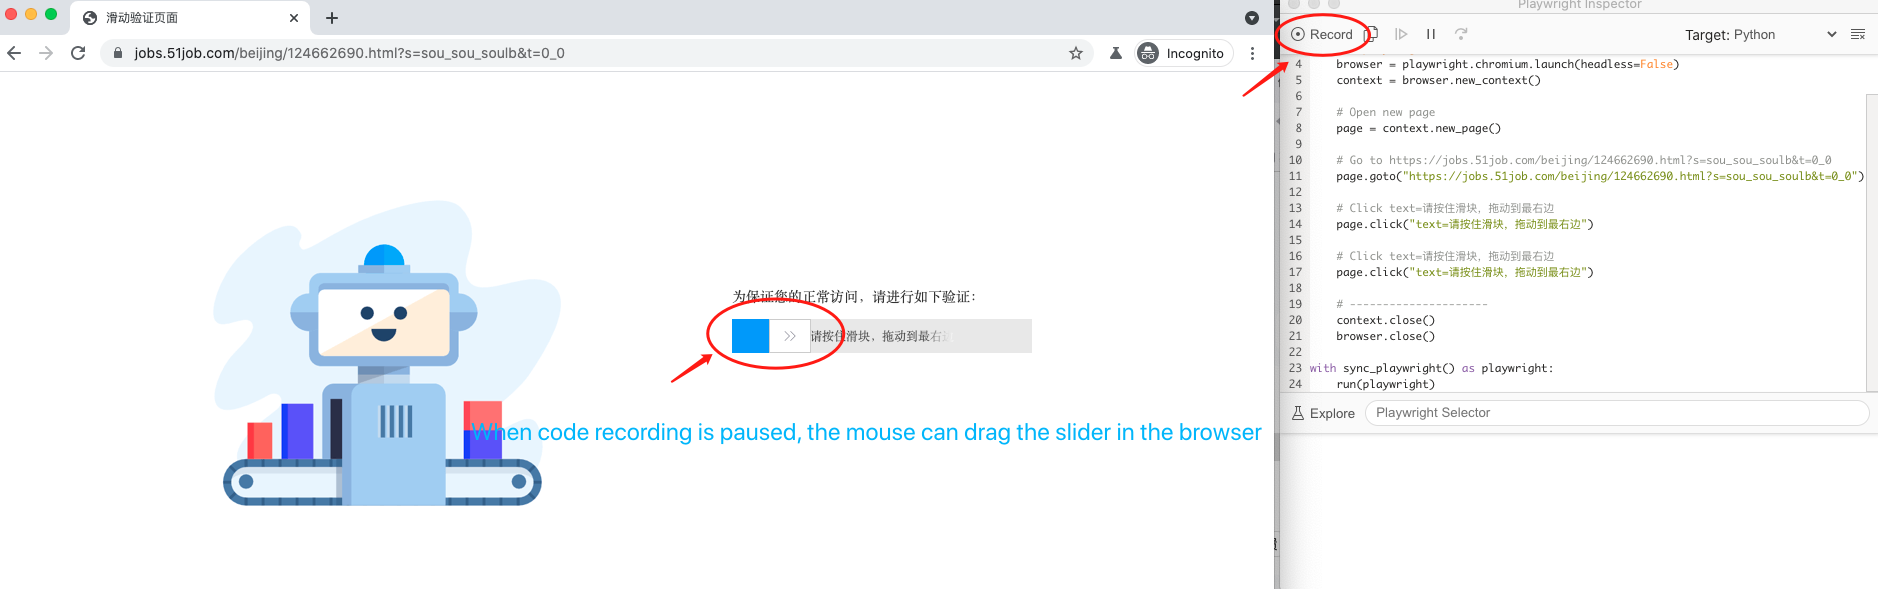 滑动验证页面
jobs.51job.com/beijing/124662690.html?s=sou_sou_soulb&t=0_0
Incognito
为保证您的正常访问，请进行如下验证：
请按住滑块，拖动到最右边
When code recording is paused, the mouse can drag the slider in the browser
Playwright Inspector
Record
Target: Python
4 browser = playwright.chromium.launch(headless=False)
5 context = browser.new_context()
6
7 # Open new page
8 page = context.new_page()
9
10 # Go to https://jobs.51job.com/beijing/124662690.html?s=sou_sou_soulb&t=0_0
11 page.goto("https://jobs.51job.com/beijing/124662690.html?s=sou_sou_soulb&t=0_0")
12
13 # Click text=请按住滑块，拖动到最右边
14 page.click("text=请按住滑块，拖动到最右边")
15
16 # Click text=请按住滑块，拖动到最右边
17 page.click("text=请按住滑块，拖动到最右边")
18
19 # ---------------------
20 context.close()
21 browser.close()
22
23 with sync_playwright() as playwright:
24 run(playwright)
Explore
Playwright Selector